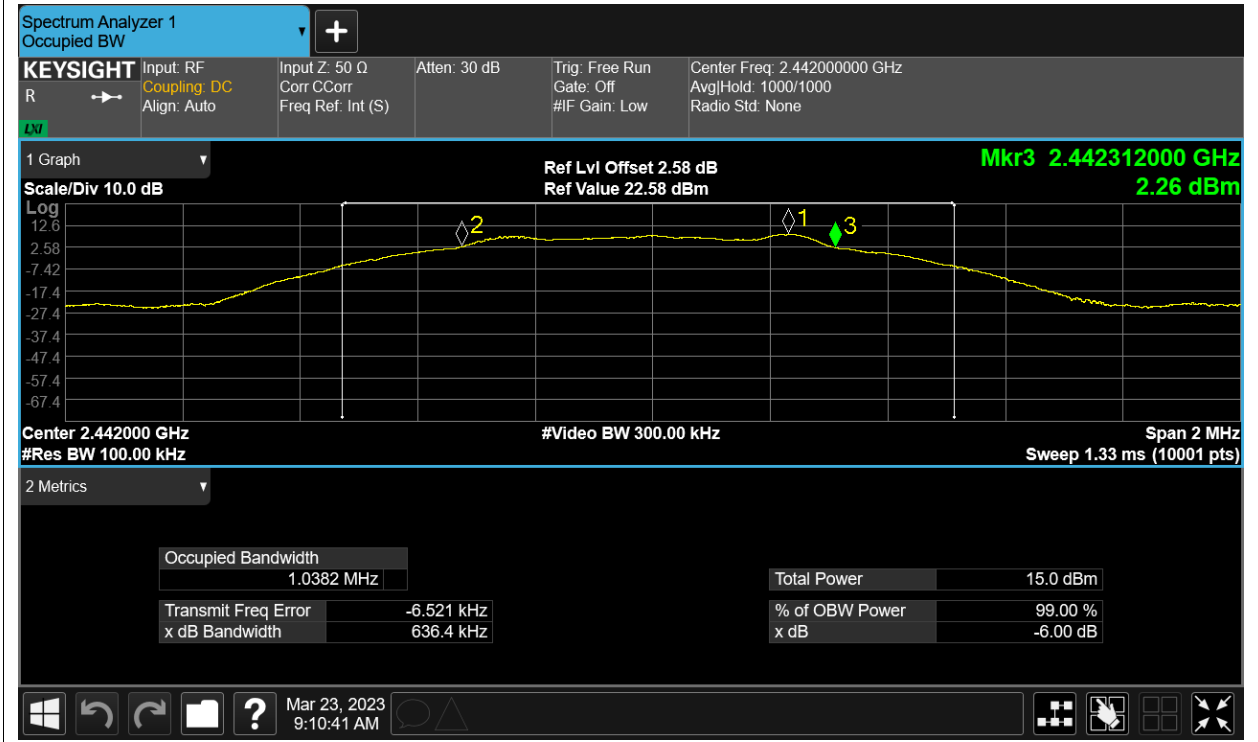 Spectrum Analyzer 1
Occupied BW
KEYSIGHT Input: RF Input Z: 50 Ω Atten: 30 dB Trig: Free Run Center Freq: 2.442000000 GHz
R Coupling: DC Corr CCorr Gate: Off Avg|Hold: 1000/1000
Align: Auto Freq Ref: Int (S) #IF Gain: Low Radio Std: None
LXI
1 Graph Ref Lvl Offset 2.58 dB Mkr3 2.442312000 GHz
Scale/Div 10.0 dB Ref Value 22.58 dBm 2.26 dBm
Log
12.6 2 1 3
2.58
-7.42
-17.4
-27.4
-37.4
-47.4
-57.4
-67.4
Center 2.442000 GHz #Video BW 300.00 kHz Span 2 MHz
#Res BW 100.00 kHz Sweep 1.33 ms (10001 pts)
2 Metrics
Occupied Bandwidth
1.0382 MHz Total Power 15.0 dBm
Transmit Freq Error -6.521 kHz % of OBW Power 99.00 %
x dB Bandwidth 636.4 kHz x dB -6.00 dB
? Mar 23, 2023
9:10:41 AM